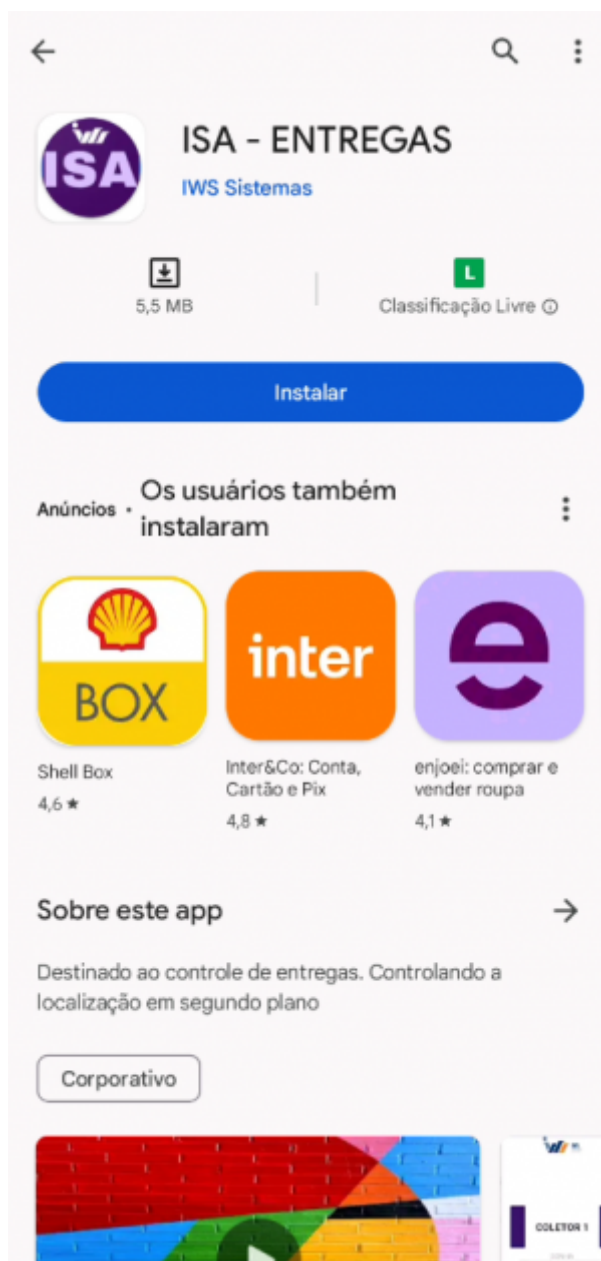 ISA
ISA - ENTREGAS
IWS Sistemas
L
5,5 MB
Classificação Livre
Instalar
Anúncios •
Os usuários também
instalaram
BOX
inter
e
Shell Box
4,6 ★
Inter&Co: Conta,
Cartão e Pix
4,8 ★
enjoei: comprar e
vender roupa
4,1 ★
Sobre este app
Destinado ao controle de entregas. Controlando a
localização em segundo plano
Corporativo
COLETOR 1